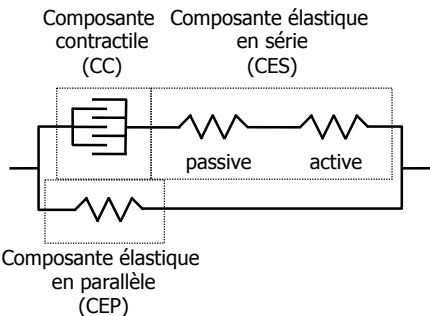 Composante
contractile
(CC)
Composante élastique
en série
(CES)
passive
active
Composante élastique
en parallèle
(CEP)